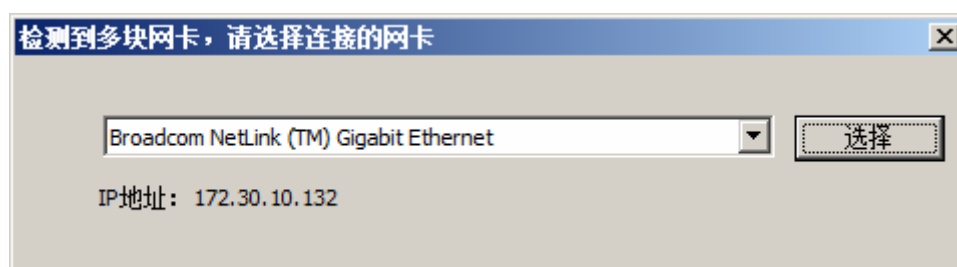 检测到多块网卡，请选择连接的网卡
Broadcom NetLink (TM) Gigabit Ethernet
选择
IP地址： 172.30.10.132